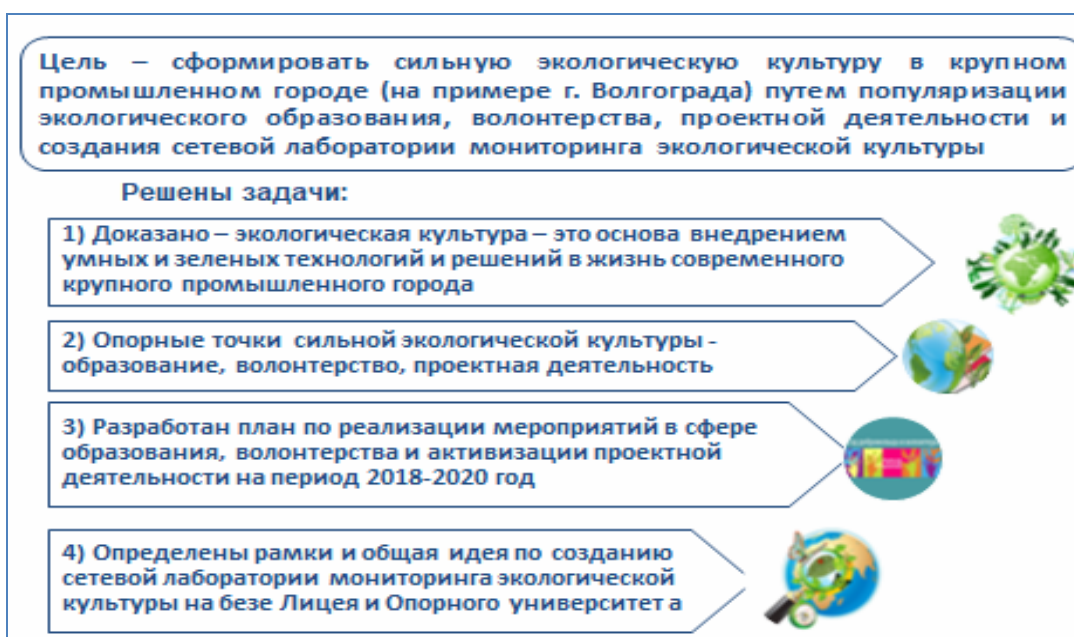 Цель – сформировать сильную экологическую культуру в крупном
промышленном городе (на примере г. Волгограда) путем популяризации
экологического образования, волонтерства, проектной деятельности и
создания сетевой лаборатории мониторинга экологической культуры
Решены задачи:
1) Доказано – экологическая культура – это основа внедрением
умных и зеленых технологий и решений в жизнь современного
крупного промышленного города
2) Опорные точки сильной экологической культуры -
образование, волонтерство, проектная деятельность
3) Разработан план по реализации мероприятий в сфере
образования, волонтерства и активизации проектной
деятельности на период 2018-2020 год
4) Определены рамки и общая идея по созданию
сетевой лаборатории мониторинга экологической
культуры на безе Лицея и Опорного университет а